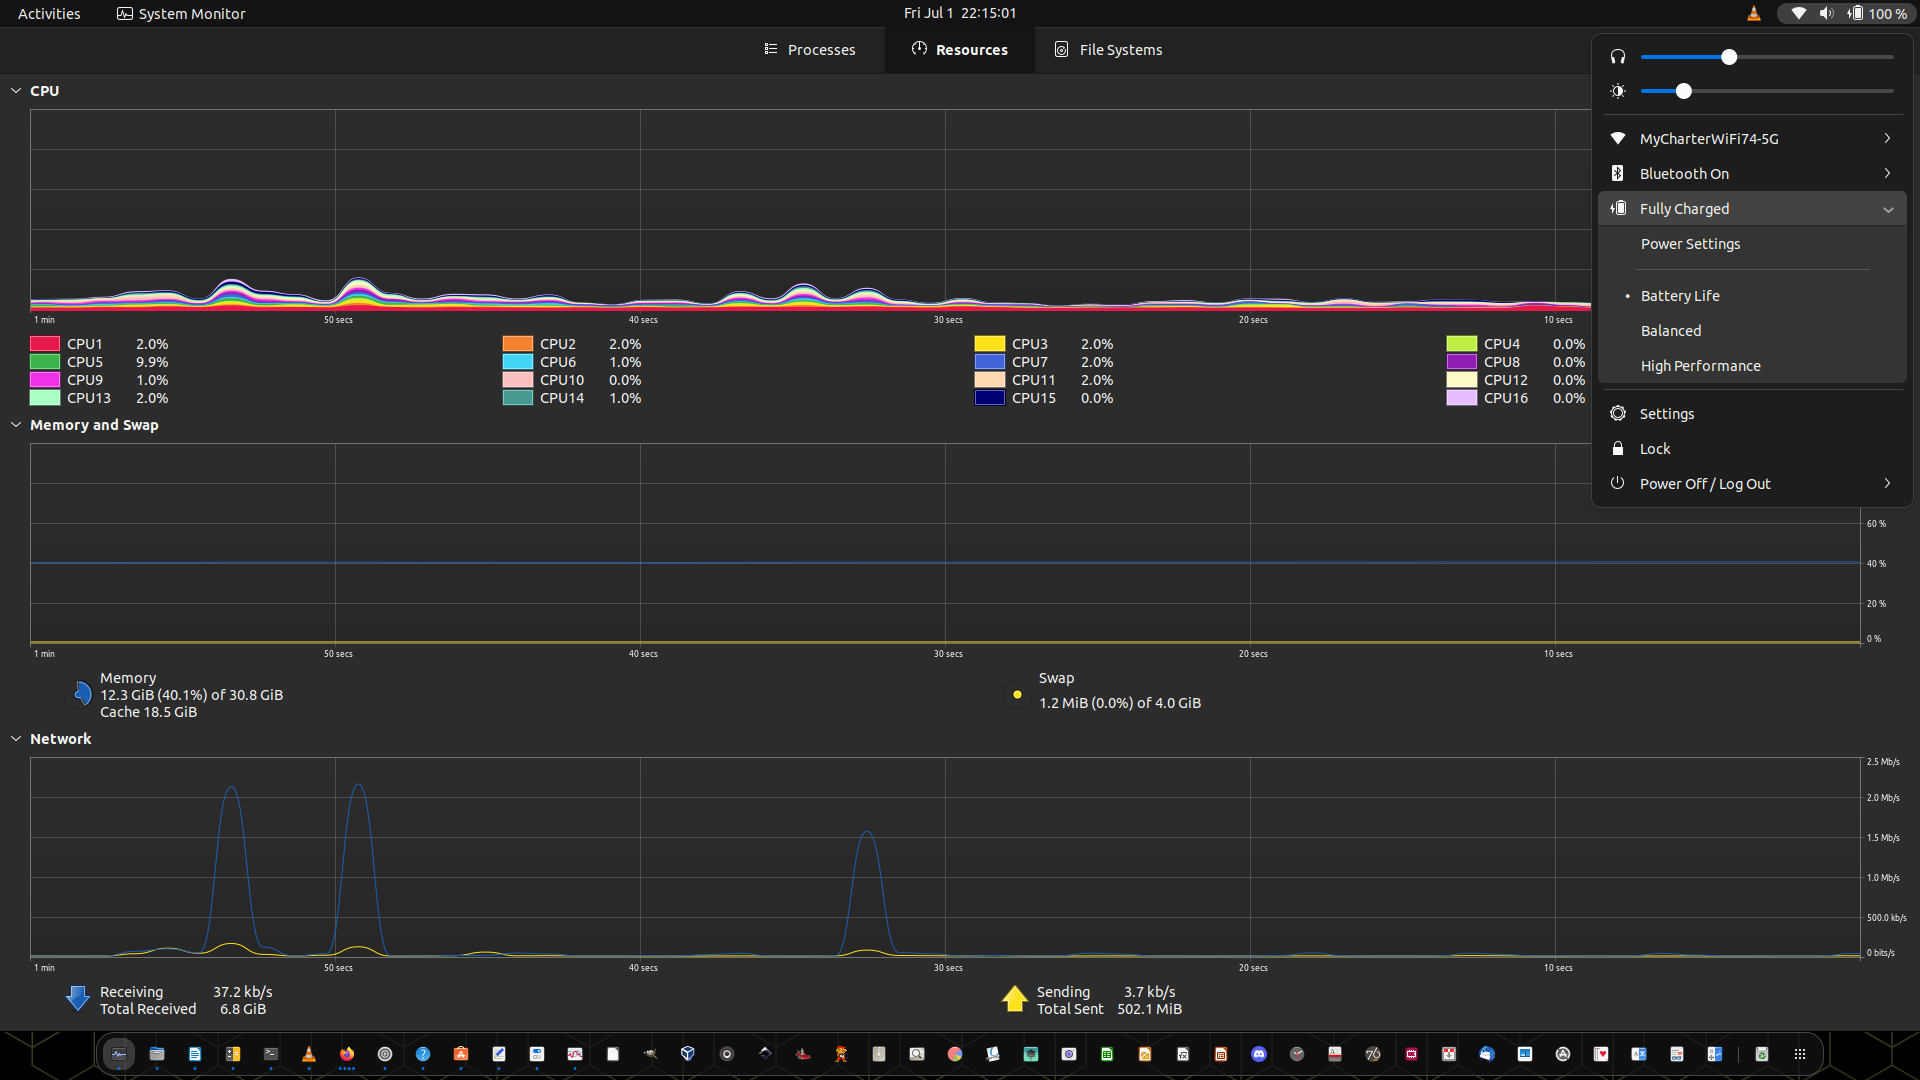 Activities
System Monitor
Fri Jul 1 22:15:01
100 %
Processes
Resources
File Systems
CPU
1 min
50 secs
40 secs
30 secs
20 secs
10 secs
CPU1 2.0%
CPU2 2.0%
CPU3 2.0%
CPU4 0.0%
CPU5 9.9%
CPU6 1.0%
CPU7 2.0%
CPU8 0.0%
CPU9 1.0%
CPU10 0.0%
CPU11 2.0%
CPU12 0.0%
CPU13 2.0%
CPU14 1.0%
CPU15 0.0%
CPU16 0.0%
MyCharterWiFi74-5G
Bluetooth On
Fully Charged
Power Settings
• Battery Life
Balanced
High Performance
Settings
Lock
Power Off / Log Out
Memory and Swap
60 %
40 %
20 %
0 %
1 min
50 secs
40 secs
30 secs
20 secs
10 secs
Memory
12.3 GiB (40.1%) of 30.8 GiB
Cache 18.5 GiB
Swap
1.2 MiB (0.0%) of 4.0 GiB
Network
2.5 Mb/s
2.0 Mb/s
1.5 Mb/s
1.0 Mb/s
500.0 kb/s
0 bits/s
1 min
50 secs
40 secs
30 secs
20 secs
10 secs
Receiving 37.2 kb/s
Total Received 6.8 GiB
Sending 3.7 kb/s
Total Sent 502.1 MiB